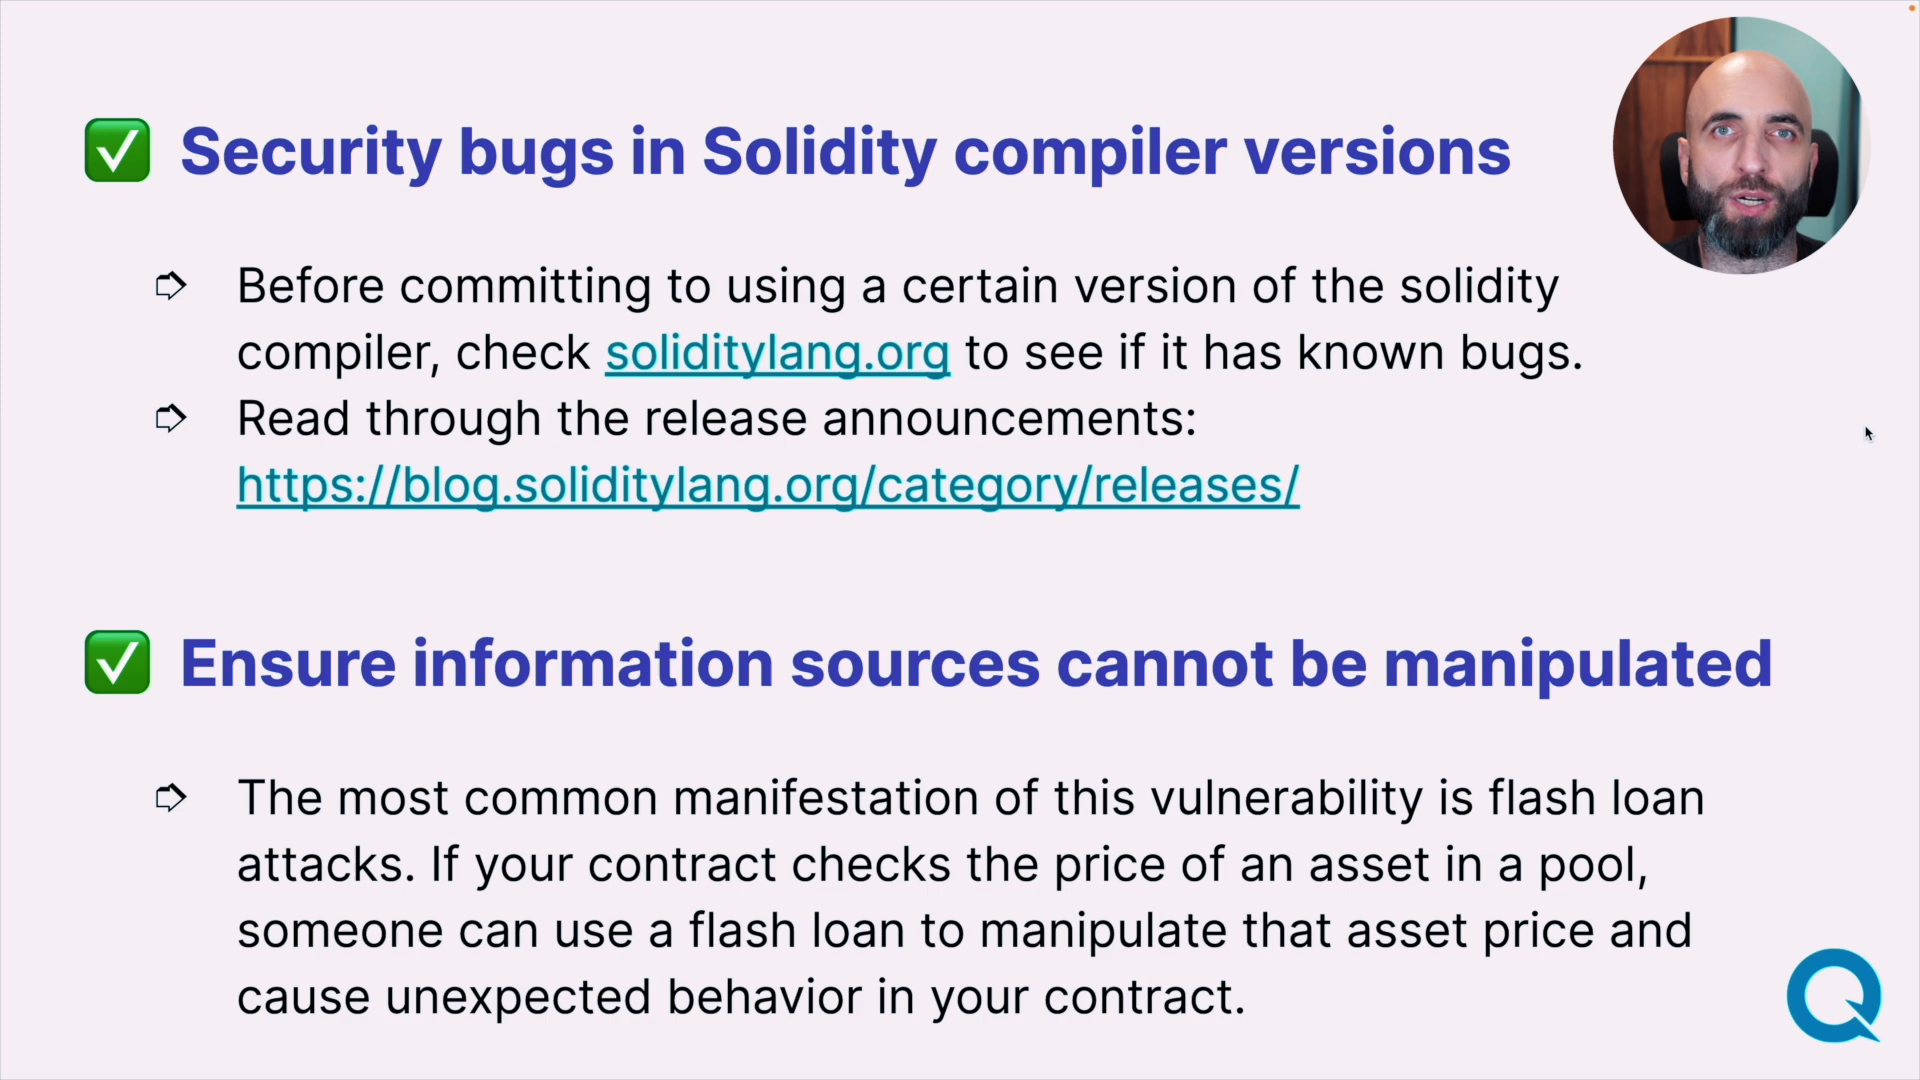 ✅ Security bugs in Solidity compiler versions
➩ Before committing to using a certain version of the solidity
compiler, check soliditylang.org to see if it has known bugs.
➩ Read through the release announcements:
https://blog.soliditylang.org/category/releases/
✅ Ensure information sources cannot be manipulated
➩ The most common manifestation of this vulnerability is flash loan
attacks. If your contract checks the price of an asset in a pool,
someone can use a flash loan to manipulate that asset price and
cause unexpected behavior in your contract.